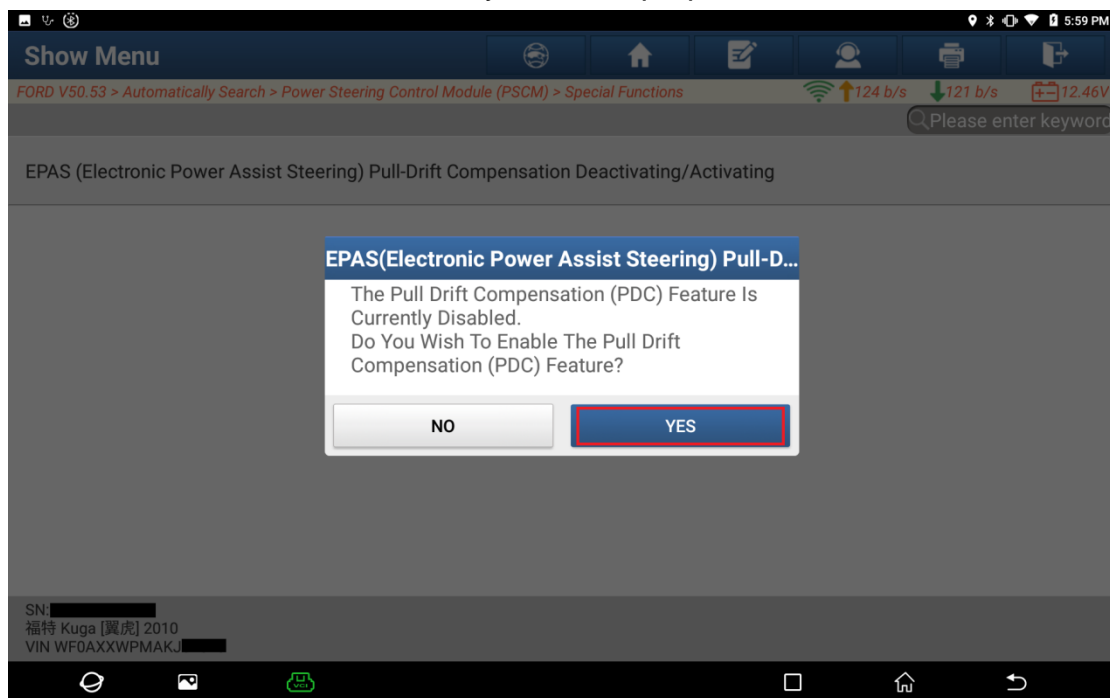 5:59 PM
Show Menu
FORD V50.53 > Automatically Search > Power Steering Control Module (PSCM) > Special Functions
124 b/s
121 b/s
12.46V
Please enter keyword
EPAS (Electronic Power Assist Steering) Pull-Drift Compensation Deactivating/Activating
EPAS(Electronic Power Assist Steering) Pull-D...
The Pull Drift Compensation (PDC) Feature Is
Currently Disabled.
Do You Wish To Enable The Pull Drift
Compensation (PDC) Feature?
NO
YES
SN:
福特 Kuga [翼虎] 2010
VIN WF0AXXWPMAKJ
VCI